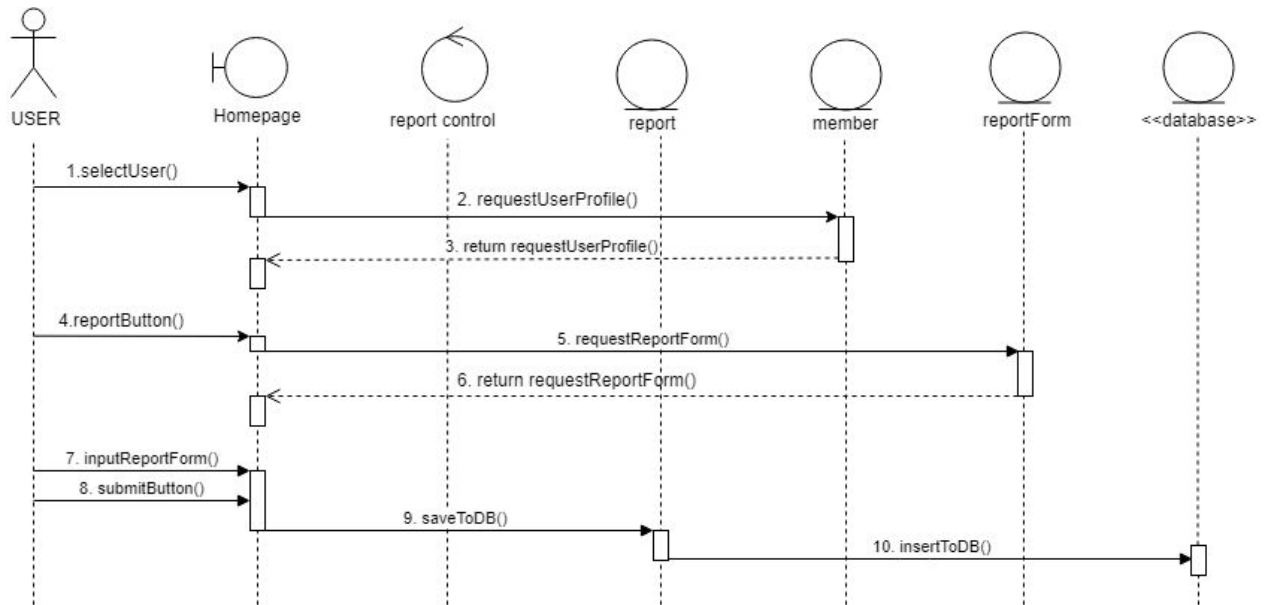 USER
Homepage
report control
report
member
reportForm
<<database>>
1.selectUser()
2. requestUserProfile()
3. return requestUserProfile()
4.reportButton()
5. requestReportForm()
6. return requestReportForm()
7. inputReportForm()
8. submitButton()
9. saveToDB()
10. insertToDB()